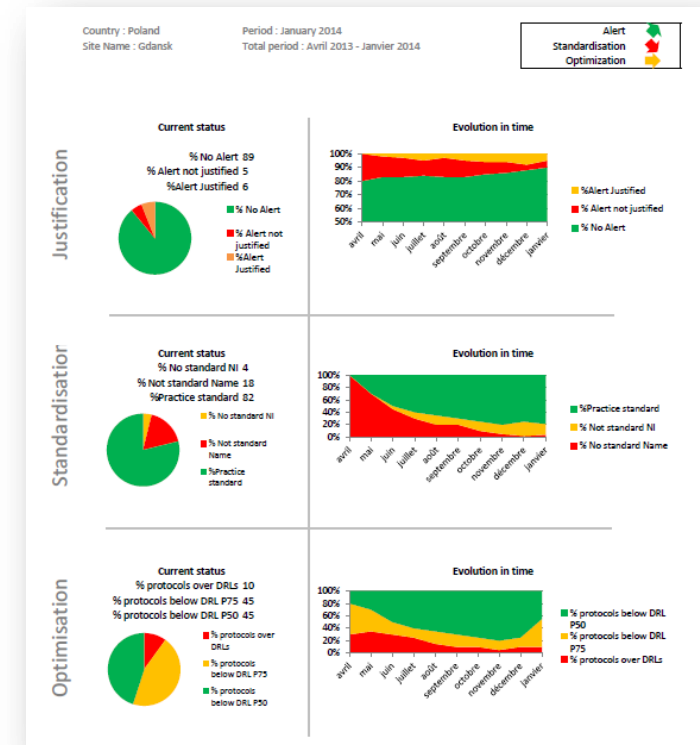 Country : Poland
Period : January 2014
Site Name : Gdansk
Total period : Avril 2013 - Janvier 2014
Alert
Standardisation
Optimization
Justification
Current status
% No Alert 89
% Alert not justified 5
%Alert Justified 6
% No Alert
% Alert not
justified
%Alert
Justified
Evolution in time
100%
90%
80%
70%
60%
50%
avril
mai
juin
juillet
août
septembre
octobre
novembre
décembre
janvier
%Alert Justified
% Alert not justified
% No Alert
Standardisation
Current status
% No standard NI 4
% Not standard Name 18
%Practice standard 82
% No standard NI
% Not standard
Name
%Practice
standard
Evolution in time
100%
80%
60%
40%
20%
0%
avril
mai
juin
juillet
août
septembre
octobre
novembre
décembre
janvier
%Practice standard
% Not standard NI
% No standard Name
Optimisation
Current status
% protocols over DRLs 10
% protocols below DRL P75 45
% protocols below DRL P50 45
% protocols over
DRLs
% protocols
below DRL P75
% protocols
below DRL P50
Evolution in time
100%
80%
60%
40%
20%
0%
avril
mai
juin
juillet
août
septembre
octobre
novembre
décembre
janvier
% protocols below DRL
P50
% protocols below DRL
P75
% protocols over DRLs